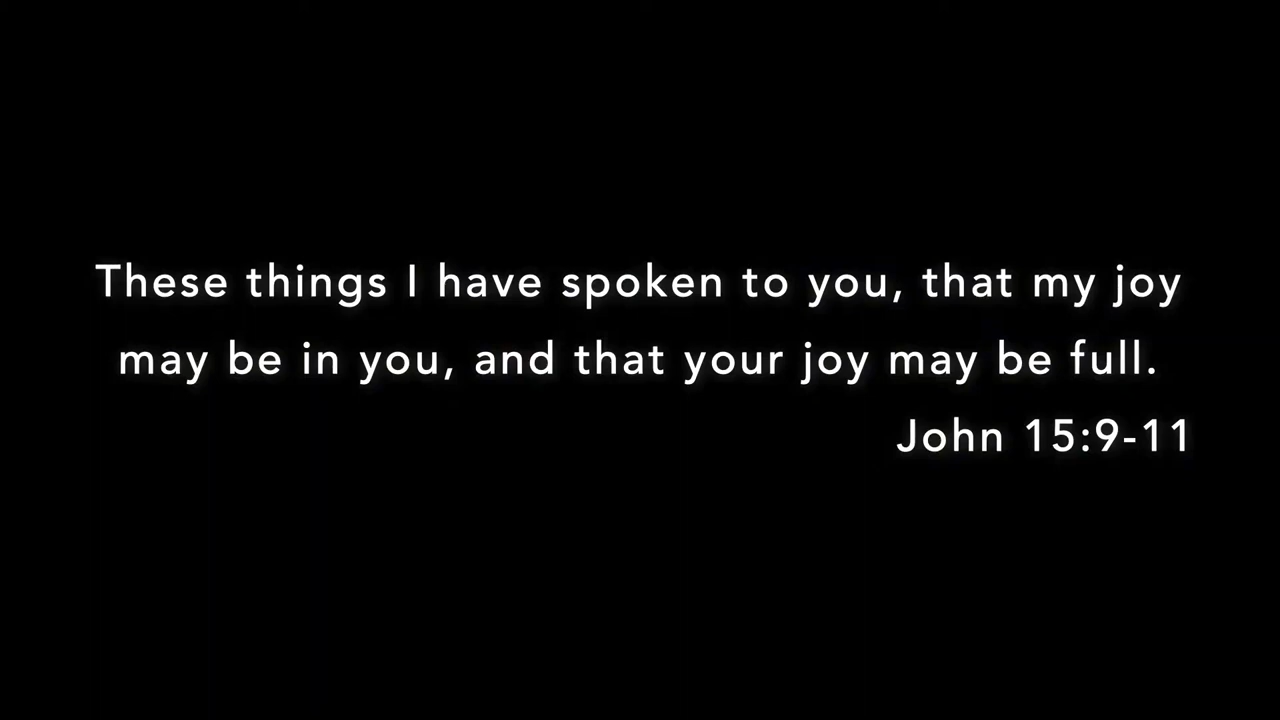 These things I have spoken to you, that my joy
may be in you, and that your joy may be full.
John 15:9-11